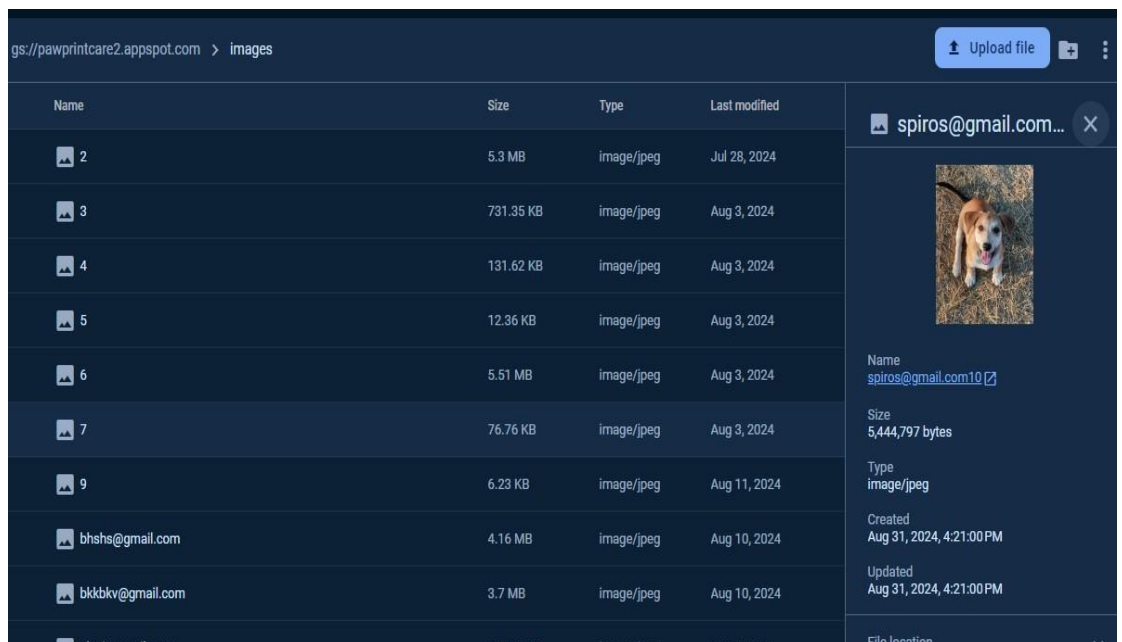 gs://pawprintcare2.appspot.com > images
Upload file
Name Size Type Last modified
2 5.3 MB image/jpeg Jul 28, 2024
3 731.35 KB image/jpeg Aug 3, 2024
4 131.62 KB image/jpeg Aug 3, 2024
5 12.36 KB image/jpeg Aug 3, 2024
6 5.51 MB image/jpeg Aug 3, 2024
7 76.76 KB image/jpeg Aug 3, 2024
9 6.23 KB image/jpeg Aug 11, 2024
bhshs@gmail.com 4.16 MB image/jpeg Aug 10, 2024
bkkbkv@gmail.com 3.7 MB image/jpeg Aug 10, 2024
spiros@gmail.com...
Name
spiros@gmail.com10
Size
5,444,797 bytes
Type
image/jpeg
Created
Aug 31, 2024, 4:21:00 PM
Updated
Aug 31, 2024, 4:21:00 PM
File location